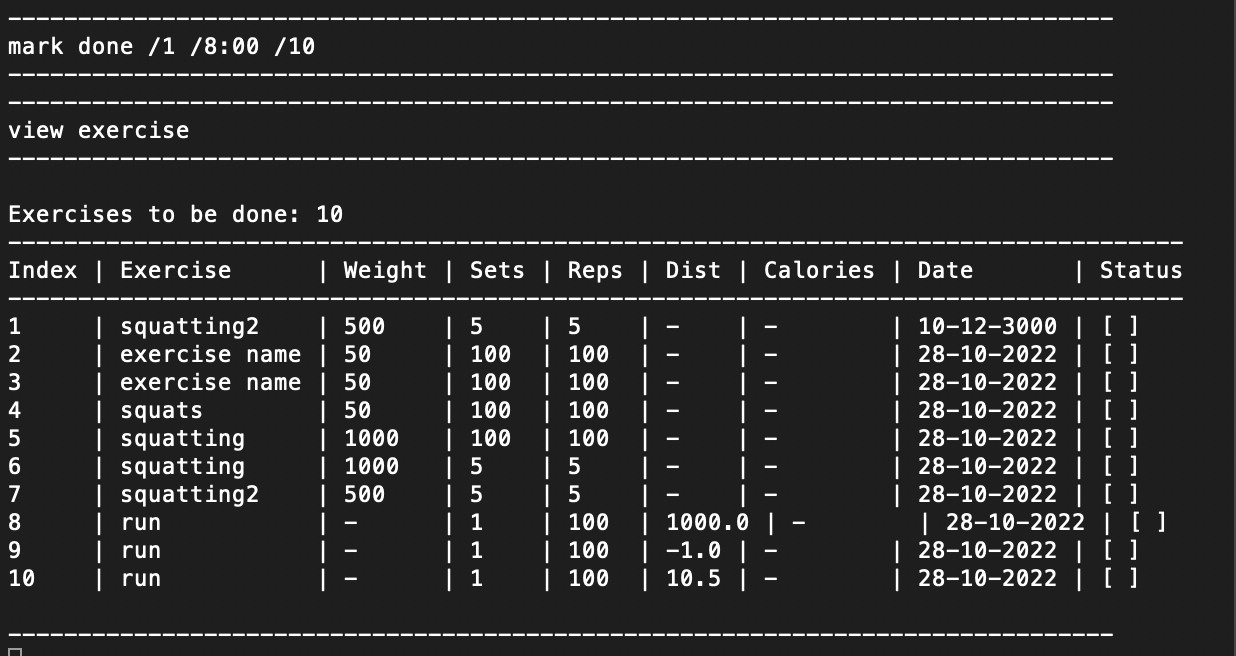 --------------------------------------------------------------------------------
mark done /1 /8:00 /10
--------------------------------------------------------------------------------
--------------------------------------------------------------------------------
view exercise
--------------------------------------------------------------------------------

Exercises to be done: 10
-------------------------------------------------------------------------------------
Index | Exercise      | Weight | Sets | Reps | Dist | Calories | Date       | Status
-------------------------------------------------------------------------------------
1     | squatting2    | 500    | 5    | 5    | -    | -        | 10-12-3000 | [ ]
2     | exercise name | 50     | 100  | 100  | -    | -        | 28-10-2022 | [ ]
3     | exercise name | 50     | 100  | 100  | -    | -        | 28-10-2022 | [ ]
4     | squats        | 50     | 100  | 100  | -    | -        | 28-10-2022 | [ ]
5     | squatting     | 1000   | 100  | 100  | -    | -        | 28-10-2022 | [ ]
6     | squatting     | 1000   | 5    | 5    | -    | -        | 28-10-2022 | [ ]
7     | squatting2    | 500    | 5    | 5    | -    | -        | 28-10-2022 | [ ]
8     | run           | -      | 1    | 100  | 1000.0 | -        | 28-10-2022 | [ ]
9     | run           | -      | 1    | 100  | -1.0 | -        | 28-10-2022 | [ ]
10    | run           | -      | 1    | 100  | 10.5 | -        | 28-10-2022 | [ ]

--------------------------------------------------------------------------------